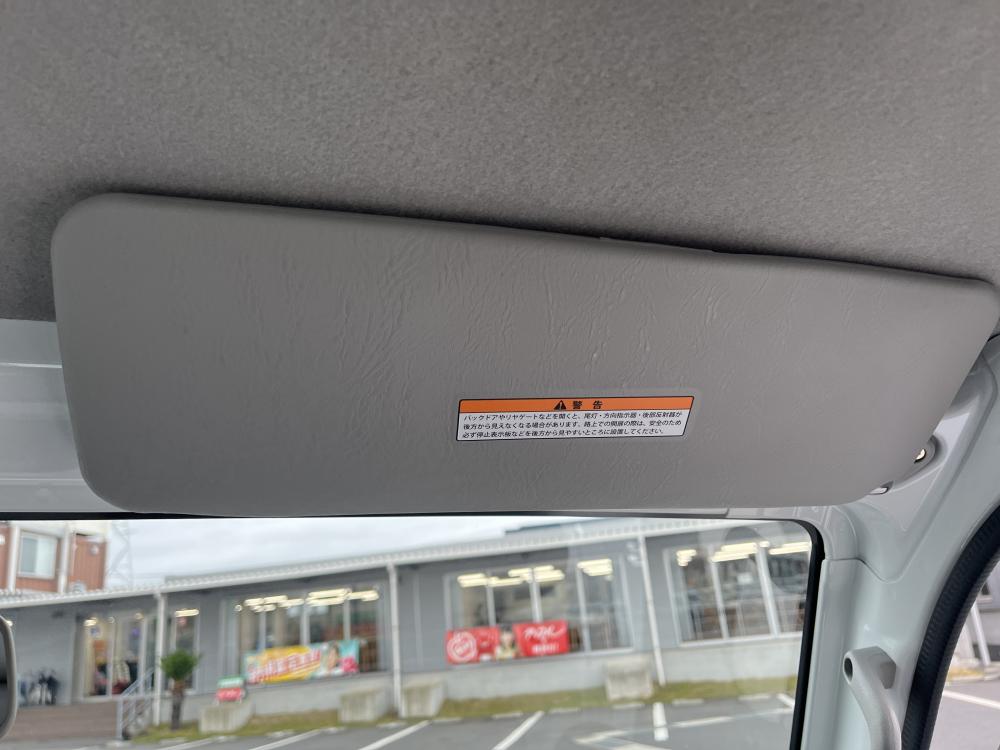 警告
バックドアやリヤゲートなどを開くと、尾灯・方向指示器・後部反射器が
後方から見えなくなる場合があります。路上での開扉の際は、安全のため
必ず停止表示板などを後方から見やすいところに設置してください。